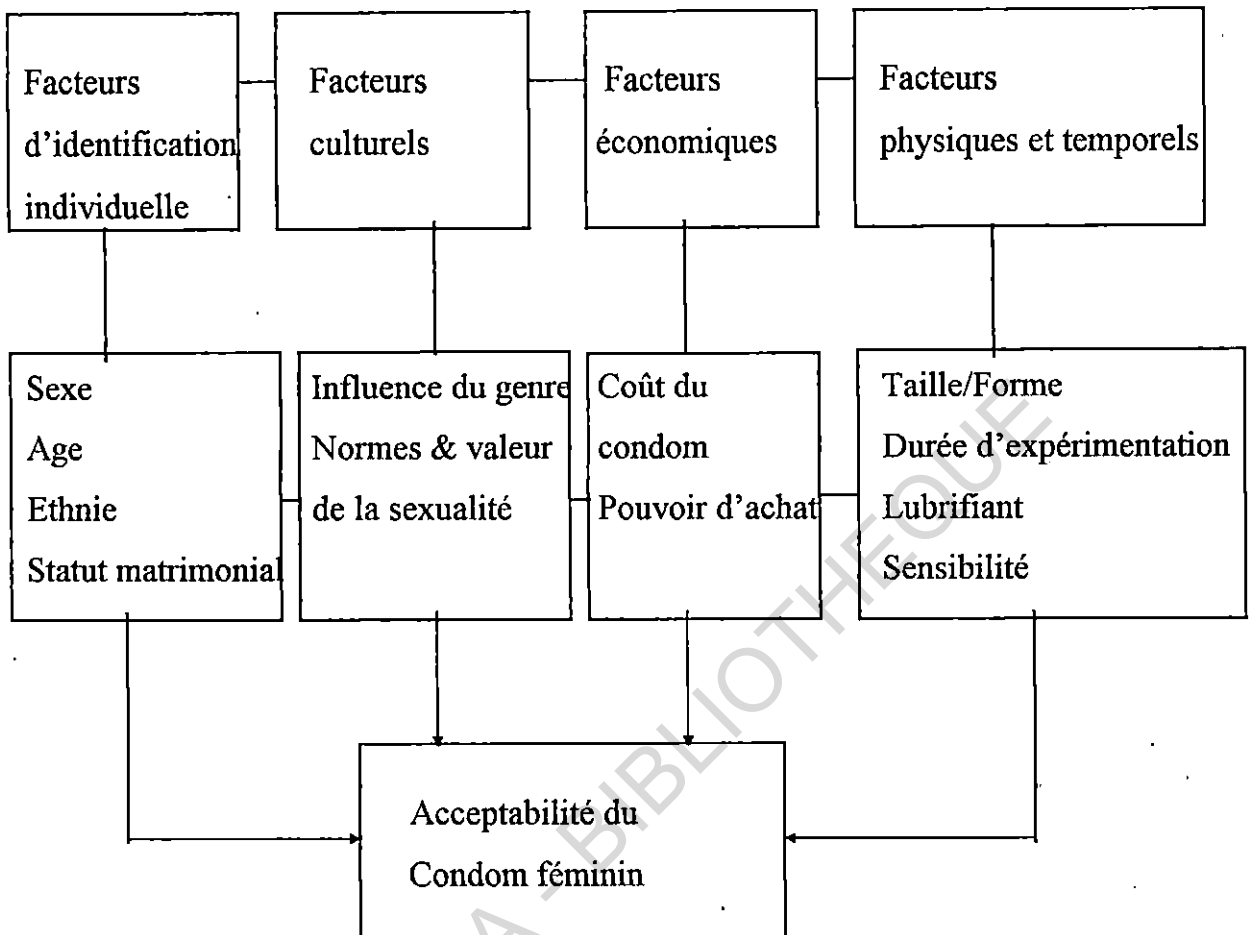 Facteurs
d’identification
individuelle
Facteurs
culturels
Facteurs
économiques
Facteurs
physiques et temporels
Sexe
Age
Ethnie
Statut matrimonial
Influence du genre
Normes & valeur
de la sexualité
Coût du
condom
Pouvoir d’achat
Taille/Forme
Durée d’expérimentation
Lubrifiant
Sensibilité
Acceptabilité du
Condom féminin
A - BIBLIOTHEQUE